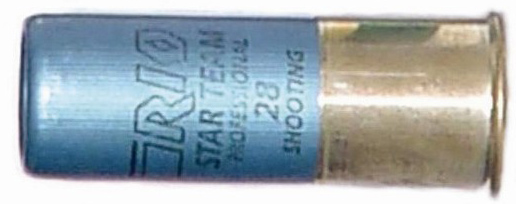 RIO
STAR TEAM
PROFESSIONAL
28
SHOOTING